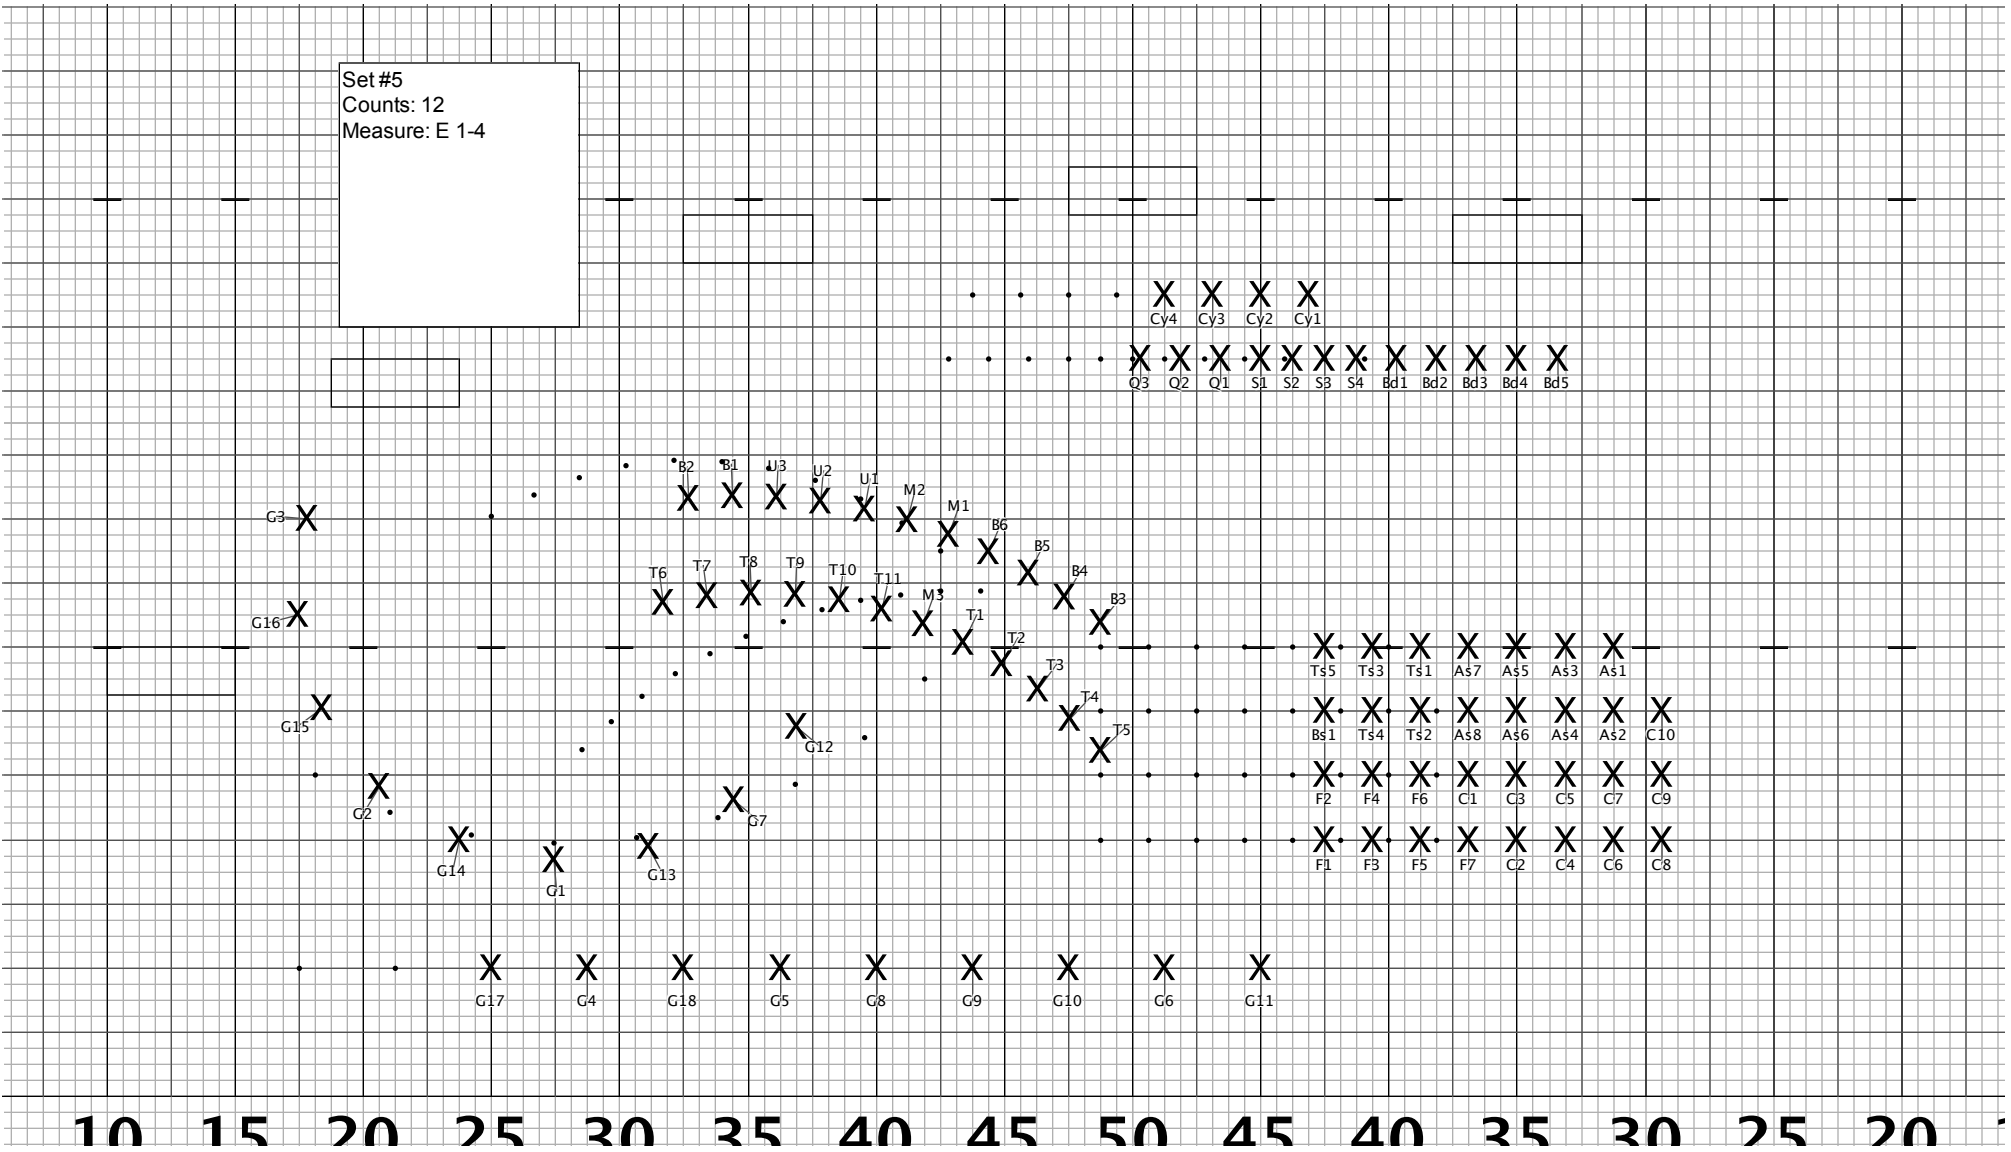 Set #5
Counts: 12
Measure: E 1-4
Cy4 Cy3 Cy2 Cy1
Q3 Q2 Q1 S1 S2 S3 S4 Bd1 Bd2 Bd3 Bd4 Bd5
B2 B1 U3 U2 U1 M2 M1 B6 B5 B4 B3
G3
T6 T7 T8 T9 T10 T11 M3 T1 T2 T3 T4 T5
G16
Ts5 Ts3 Ts1 As7 As5 As3 As1
G15
Bs1 Ts4 Ts2 As8 As6 As4 As2 C10
G12
F2 F4 F6 C1 C3 C5 C7 C9
G2 G7
F1 F3 F5 F7 C2 C4 C6 C8
G14 G1 G13
G17 G4 G18 G5 G8 G9 G10 G6 G11
10 15 20 25 30 35 40 45 50 45 40 35 30 25 20